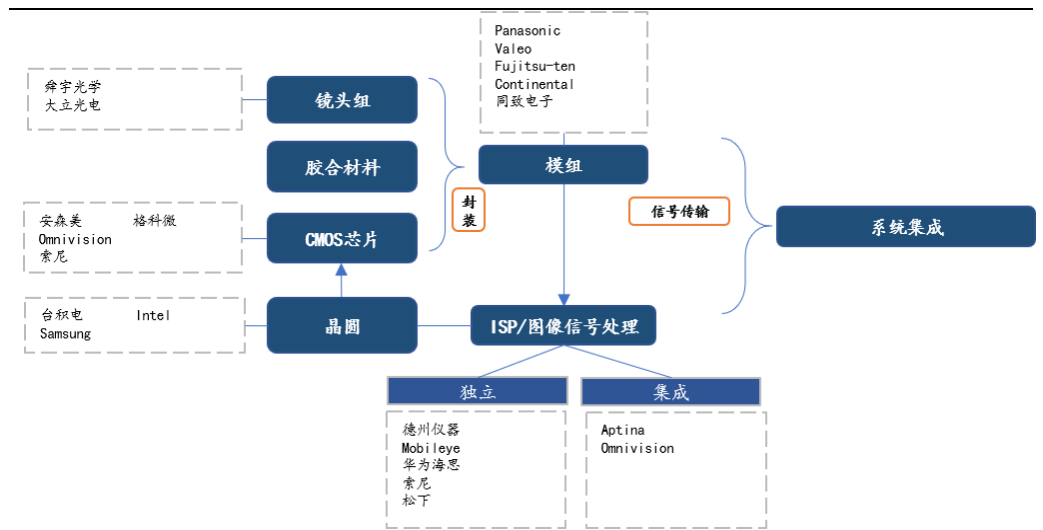 Panasonic
Valeo
Fujitsu-ten
Continental
同致电子
舜宇光学
大立光电
镜头组
胶合材料
模组
封装
信号传输
安森美 格科微
Omnivision
索尼
CMOS芯片
系统集成
台积电 Intel
Samsung
晶圆
ISP/图像信号处理
独立
集成
德州仪器
Mobileye
华为海思
索尼
松下
Aptina
Omnivision